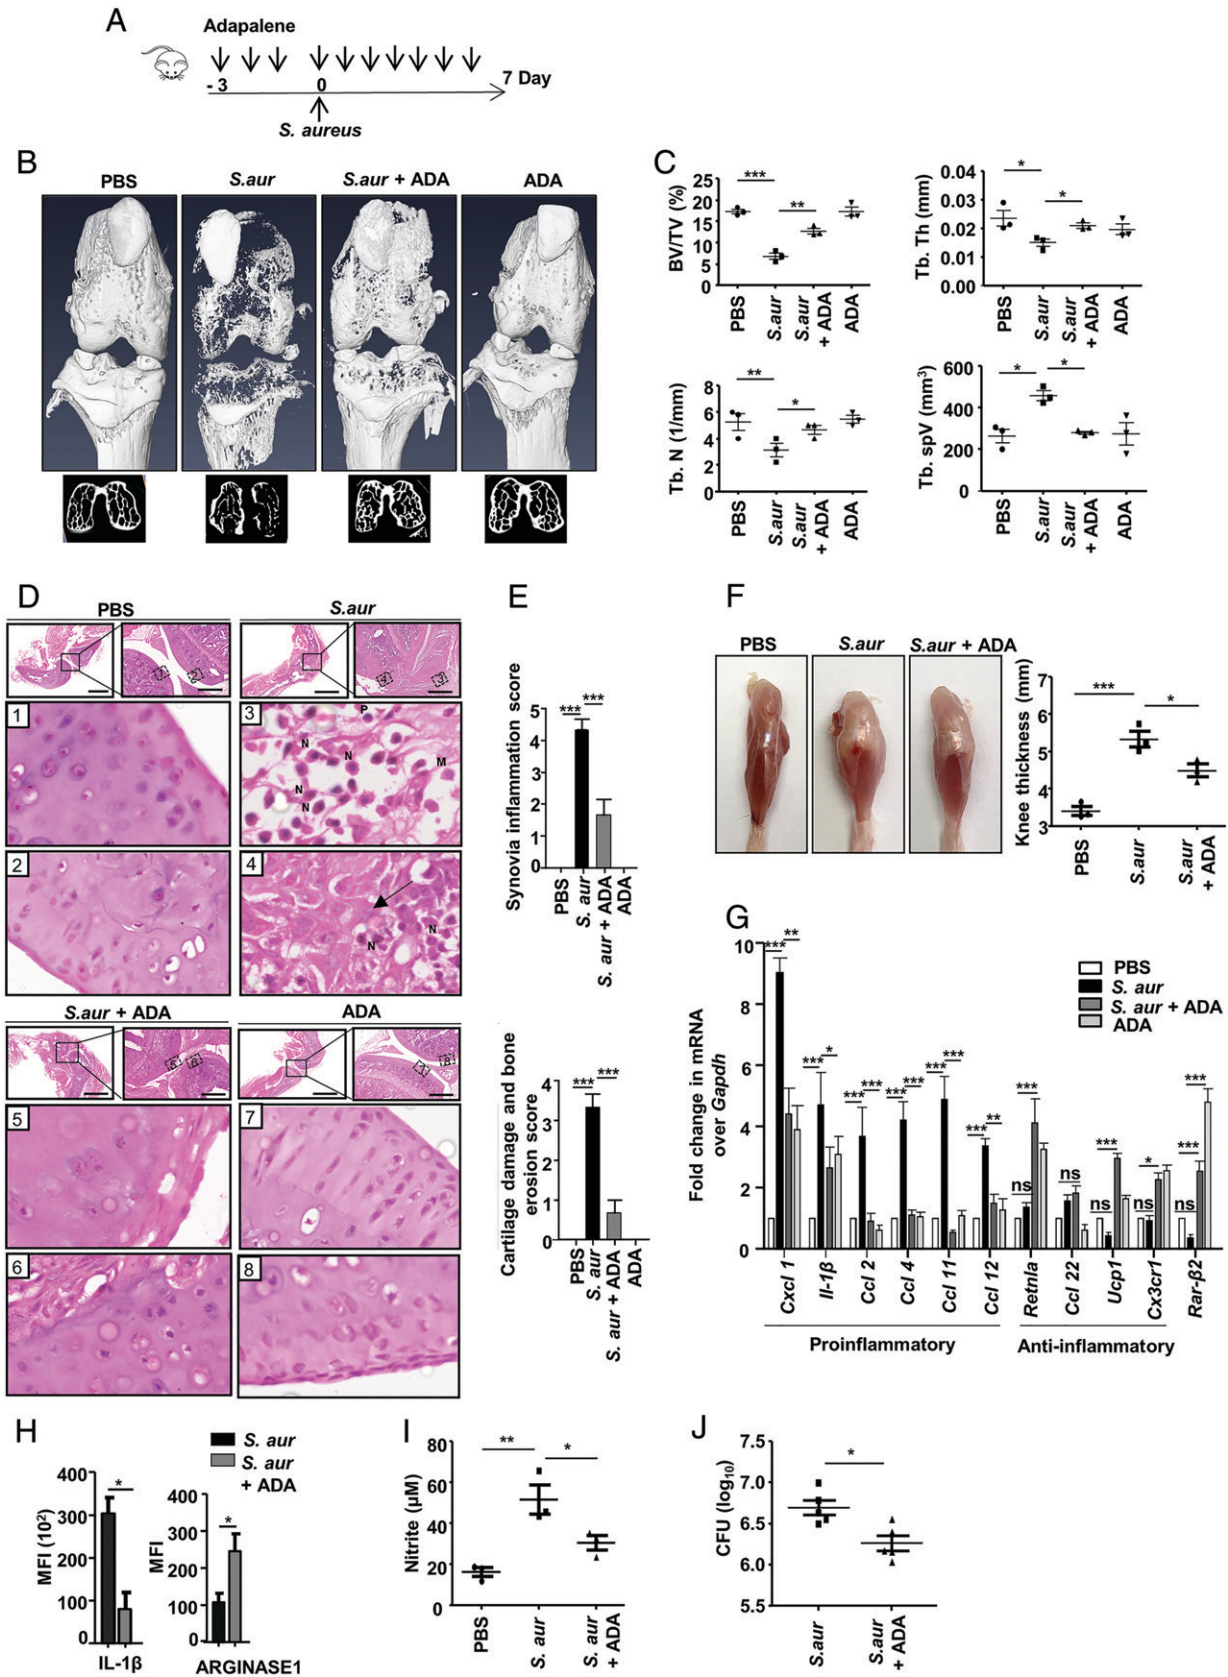 A
Adapalene
- 3
0
7 Day
S. aureus
B
PBS
S.aur
S.aur + ADA
ADA
C
BV/TV (%)
25
20
15
10
5
0
***
**
PBS
S.aur
S.aur + ADA
ADA
Tb. Th (mm)
0.04
0.03
0.02
0.01
0.00
*
*
PBS
S.aur
S.aur + ADA
ADA
Tb. N (1/mm)
8
6
4
2
0
**
*
PBS
S.aur
S.aur + ADA
ADA
Tb. spV (mm³)
600
400
200
0
*
*
PBS
S.aur
S.aur + ADA
ADA
D
PBS
S.aur
1
3
P
N
N
M
N
N
2
4
N
N
S.aur + ADA
ADA
5
7
6
8
E
Synovia inflammation score
5
4
3
2
1
0
***
***
PBS
S. aur
S. aur + ADA
ADA
Cartilage damage and bone
erosion score
4
3
2
1
0
***
***
PBS
S. aur
S. aur + ADA
ADA
F
PBS
S.aur
S.aur + ADA
Knee thickness (mm)
7
6
5
4
3
***
*
PBS
S.aur
S.aur
+ ADA
G
Fold change in mRNA
over Gapdh
10
8
6
4
2
0
PBS
S. aur
S. aur + ADA
ADA
*** **
*** *
*** ***
*** ***
*** ***
*** **
ns ***
ns
ns ***
ns *
*** ***
Cxcl 1
Il-1β
Ccl 2
Ccl 4
Ccl 11
Ccl 12
Retnla
Ccl 22
Ucp1
Cx3cr1
Rar-β2
Proinflammatory
Anti-inflammatory
H
S. aur
S. aur
+ ADA
MFI (10²)
400
300
200
100
0
*
IL-1β
MFI
400
300
200
100
0
*
ARGINASE1
I
Nitrite (µM)
80
60
40
20
0
**
*
PBS
S. aur
S. aur
+ ADA
J
CFU (log₁₀)
7.5
7.0
6.5
6.0
5.5
*
S.aur
S.aur
+ ADA